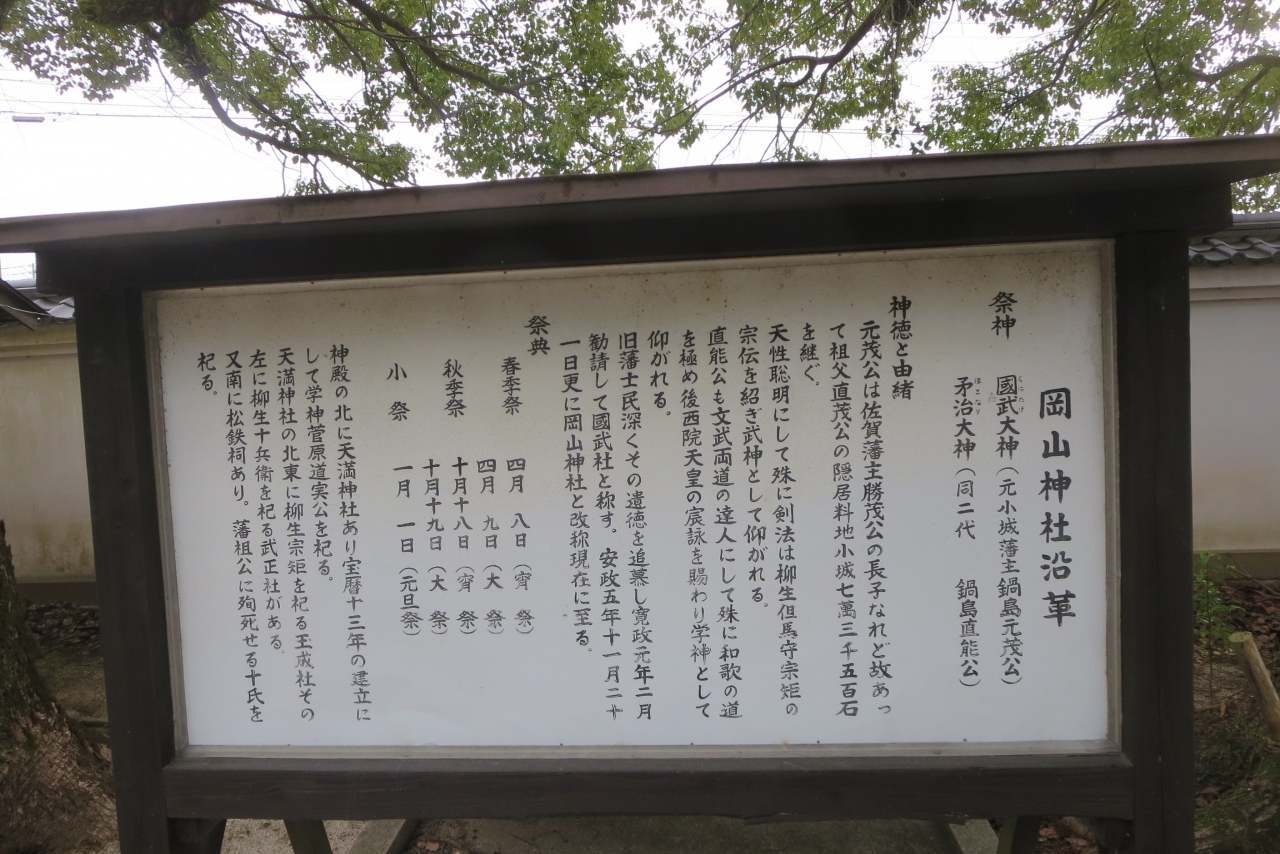 岡山神社沿革
祭神 國武大神（元小城藩主鍋島元茂公）
矛治大神（同二代 鍋島直能公）
神徳と由緒
元茂公は佐賀藩主勝茂公の長子なれど故あっ
て祖父直茂公の隠居料地小城七萬三千五百石
を継ぐ。
天性聡明にして殊に剣法は柳生但馬守宗矩の
宗伝を紹ぎ武神として仰がれる。
直能公も文武両道の達人にして殊に和歌の道
を極め後西院天皇の宸詠を賜わり学神として
仰がれる。
旧藩士民深くその遺徳を追慕し寛政元年二月
勧請して國武社と称す。安政五年十一月二十
一日更に岡山神社と改称現在に至る。
祭典
春季祭 四月 八日（宵 祭）
四月 九日（大 祭）
秋季祭 十月十八日（宵 祭）
十月十九日（大 祭）
小 祭 一月 一日（元旦祭）
神殿の北に天満神社あり宝暦十三年の建立に
して学神菅原道実公を祀る。
天満神社の北東に柳生宗矩を祀る玉成社その
左に柳生十兵衛を祀る武正社がある。
又南に松鉄祠あり。藩祖公に殉死せる十氏を
祀る。